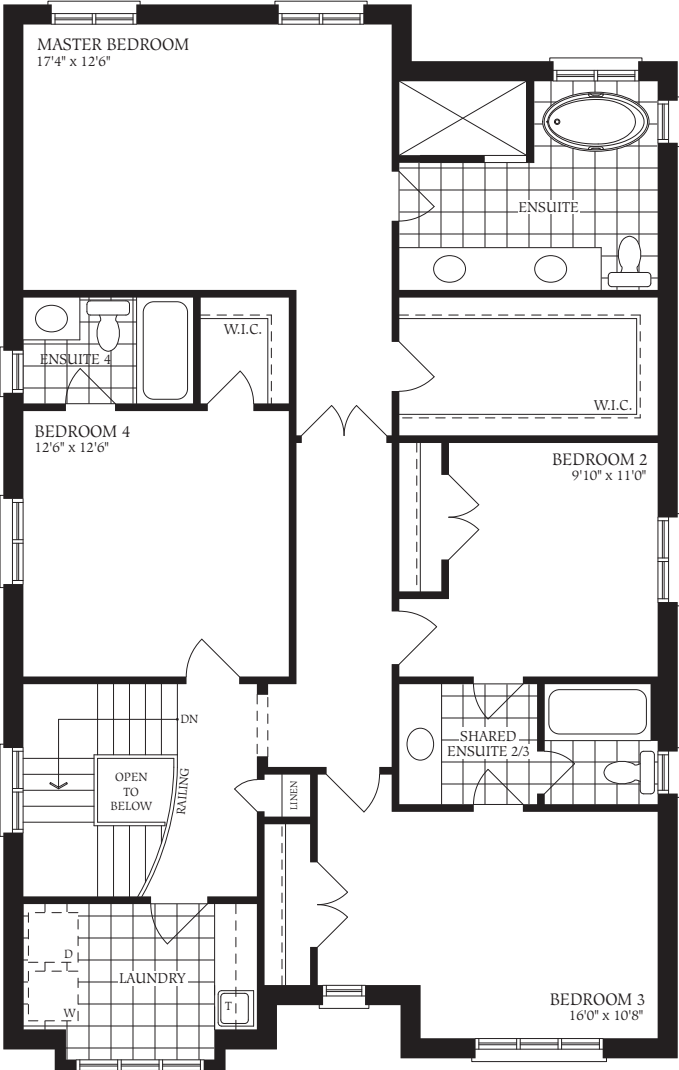 MASTER BEDROOM
17'4" x 12'6"
ENSUITE
W.I.C.
ENSUITE 4
W.I.C.
BEDROOM 4
12'6" x 12'6"
BEDROOM 2
9'10" x 11'0"
DN
SHARED
ENSUITE 2/3
OPEN
TO
BELOW
RAILING
LINEN
D
LAUNDRY
W
T
BEDROOM 3
16'0" x 10'8"